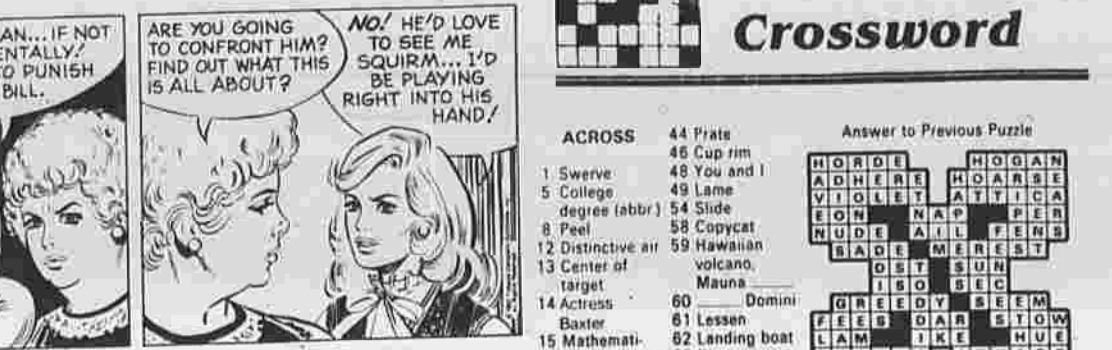 AN...IF NOT
ENTALLY!
O PUNISH
BILL.
ARE YOU GOING
TO CONFRONT HIM?
FIND OUT WHAT THIS
IS ALL ABOUT?
NO! HE'D LOVE
TO SEE ME
SQUIRM... I'D
BE PLAYING
RIGHT INTO HIS
HAND!
Crossword
ACROSS
1 Swerve
5 College
degree (abbr.)
8 Peel
12 Distinctive air
13 Center of
target
14 Actress
Baxter
15 Mathemati-
44 Prate
46 Cup rim
48 You and I
49 Lame
54 Slide
58 Copycat
59 Hawaiian
volcano,
Mauna ____
60 ____ Domini
61 Lessen
62 Landing boat
Answer to Previous Puzzle
HORDE HOGAN
ADHERE HOARSE
VIOLET ATTICA
EON NAP PER
NUDE AIL FENS
SADE MEREST
DST SUN
ISO SEC
GREEDY SEEM
FEES DAR STOW
LAM IKE HUE